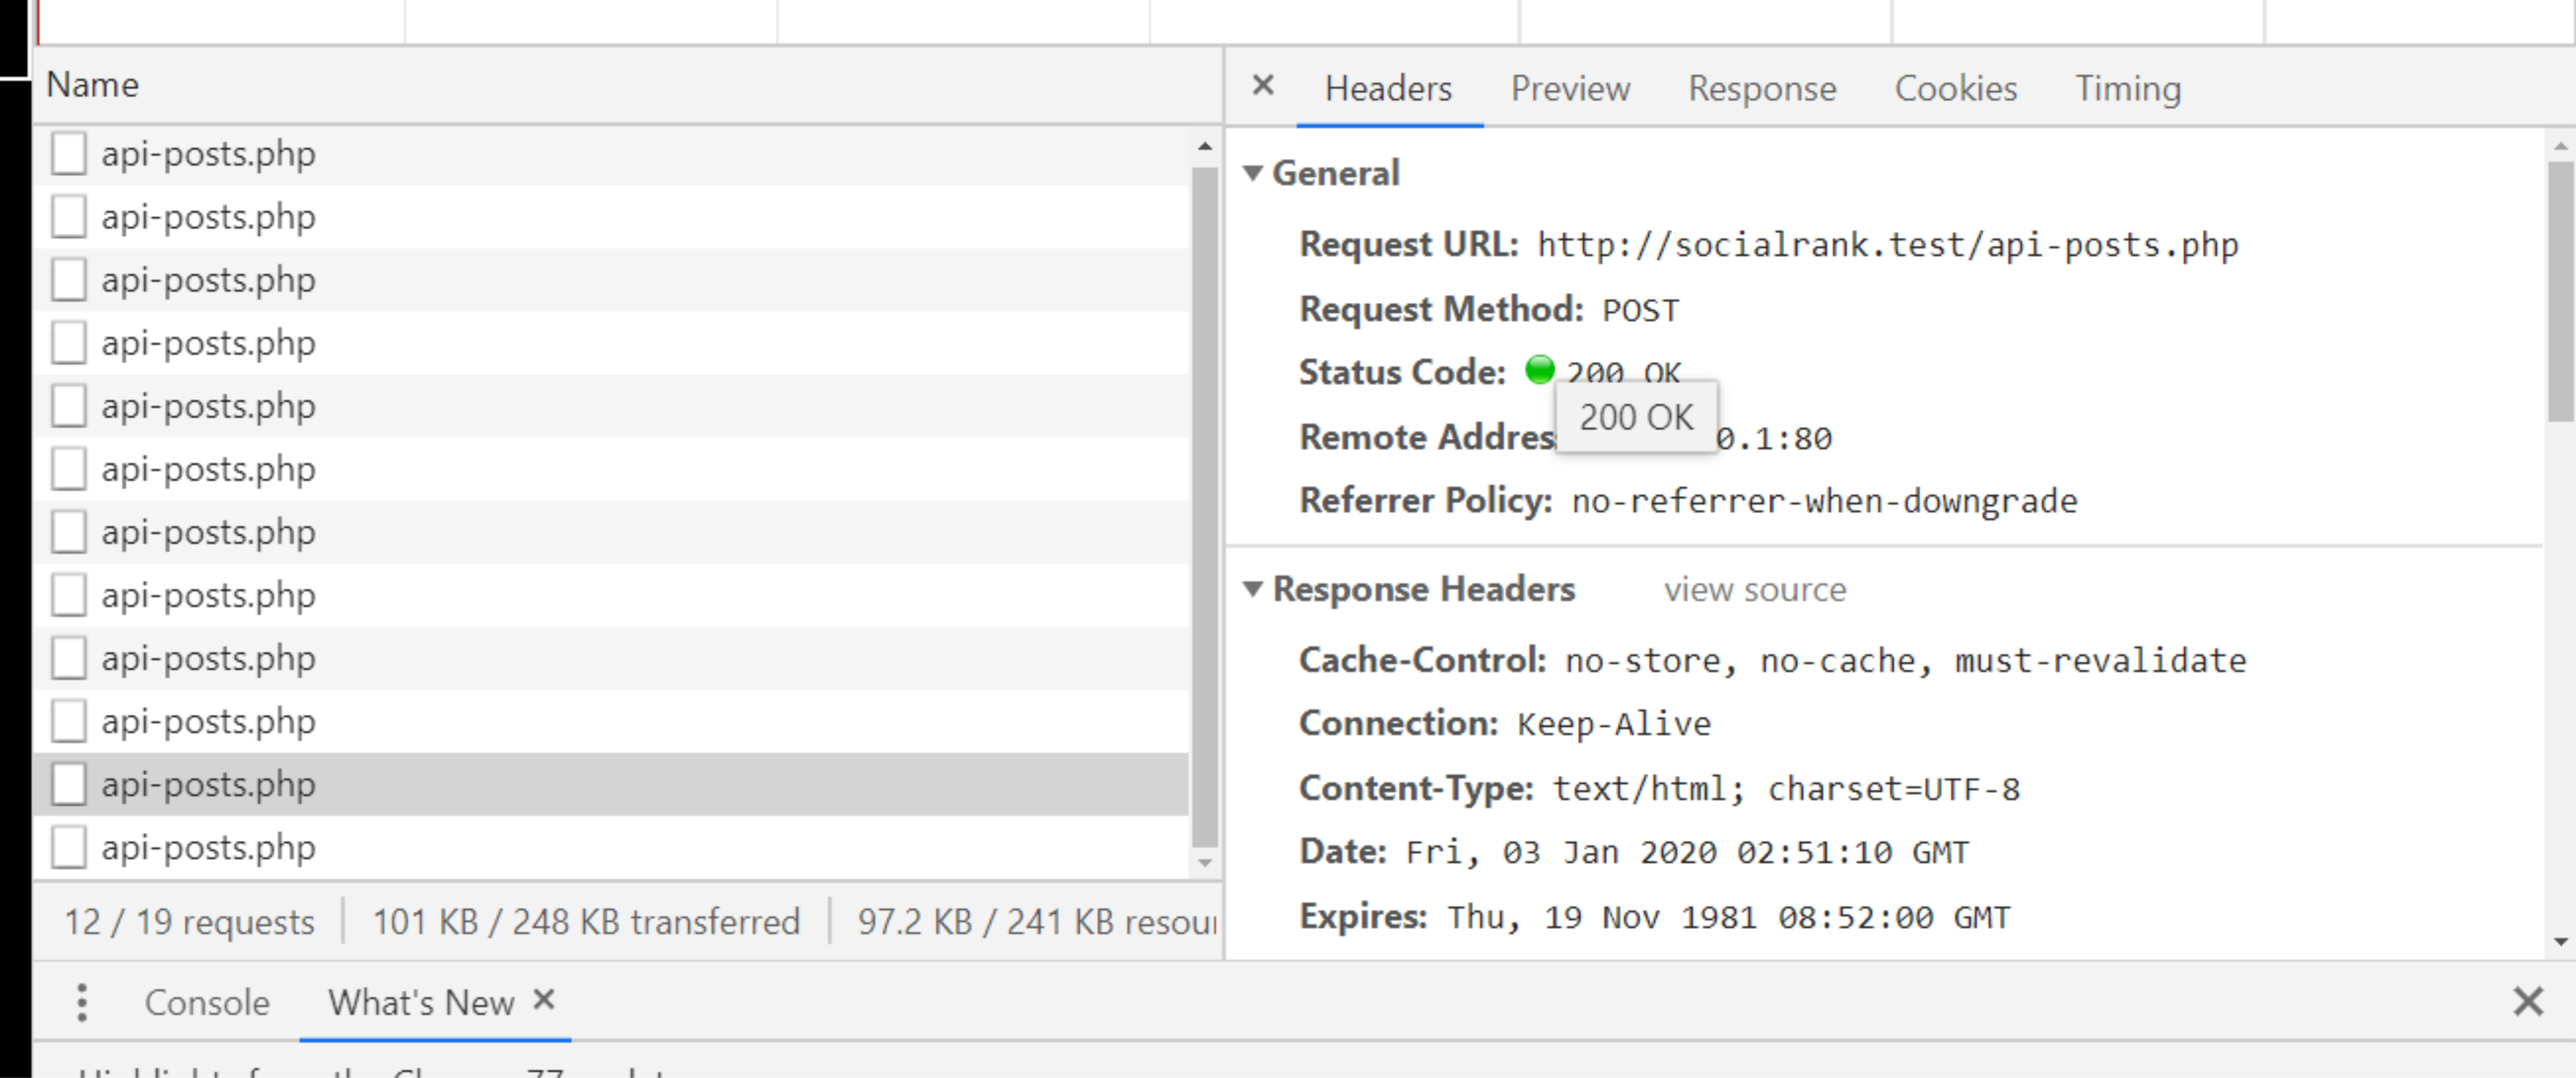 Name
api-posts.php
api-posts.php
api-posts.php
api-posts.php
api-posts.php
api-posts.php
api-posts.php
api-posts.php
api-posts.php
api-posts.php
api-posts.php
api-posts.php
12 / 19 requests 101 KB / 248 KB transferred 97.2 KB / 241 KB resour
Headers Preview Response Cookies Timing
General
Request URL: http://socialrank.test/api-posts.php
Request Method: POST
Status Code: 200 OK
200 OK
Remote Addres 0.1:80
Referrer Policy: no-referrer-when-downgrade
Response Headers view source
Cache-Control: no-store, no-cache, must-revalidate
Connection: Keep-Alive
Content-Type: text/html; charset=UTF-8
Date: Fri, 03 Jan 2020 02:51:10 GMT
Expires: Thu, 19 Nov 1981 08:52:00 GMT
Console What's New